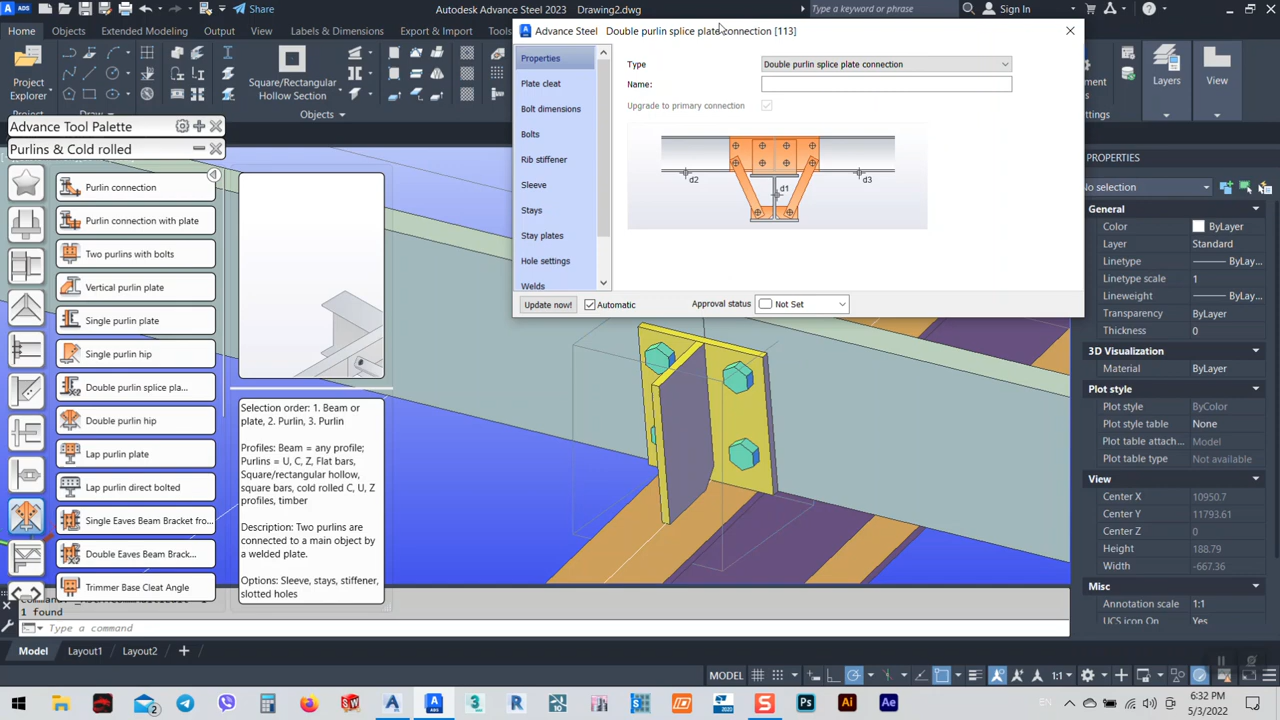 Share
Autodesk Advance Steel 2023 Drawing2.dwg
Type a keyword or phrase
Sign In
Home
Objects
View
Labels & Dimensions
Export & Import
Tools
Project
Explorer
Square/Rectangular
Hollow Section
Objects
Layers
View
Advance Tool Palette
Purlins & Cold rolled
Purlin connection
Purlin connection with plate
Two purlins with bolts
Vertical purlin plate
Single purlin plate
Single purlin hip
Double purlin splice pla...
Double purlin hip
Lap purlin plate
Lap purlin direct bolted
Single Eaves Beam Bracket fro...
Double Eaves Beam Brack...
Trimmer Base Cleat Angle
Selection order: 1. Beam or
plate, 2. Purlin, 3. Purlin
Profiles: Beam = any profile;
Purlins = U, C, Z, Flat bars,
Square/rectangular hollow,
square bars, cold rolled C, U, Z
profiles, timber
Description: Two purlins are
connected to a main object by
a welded plate.
Options: Sleeve, stays, stiffener,
slotted holes
Advance Steel Double purlin splice plate connection [113]
Properties
Plate cleat
Bolt dimensions
Bolts
Rib stiffener
Sleeve
Stays
Stay plates
Hole settings
Welds
Type Double purlin splice plate connection
Name:
Upgrade to primary connection
d2
d1
d3
Update now!
Automatic
Approval status Not Set
PROPERTIES
No selection
General
Color ByLayer
Layer Standard
Linetype ByLay...
Linetype scale 1
Lineweight ByLay...
Transparency ByLayer
Thickness 0
3D Visualization
Material ByLayer
Plot style
Plot style ByColor
Plot style table None
Plot table attach... Model
Plot table type Not available
View
Center X 10950.7
Center Y 11793.61
Center Z 0
Height 188.79
Width -667.36
Misc
Annotation scale 1:1
UCS icon On Yes
1 found
Type a command
Model
Layout1
Layout2
MODEL
1:1
EN
6:32 PM
5/3/2022